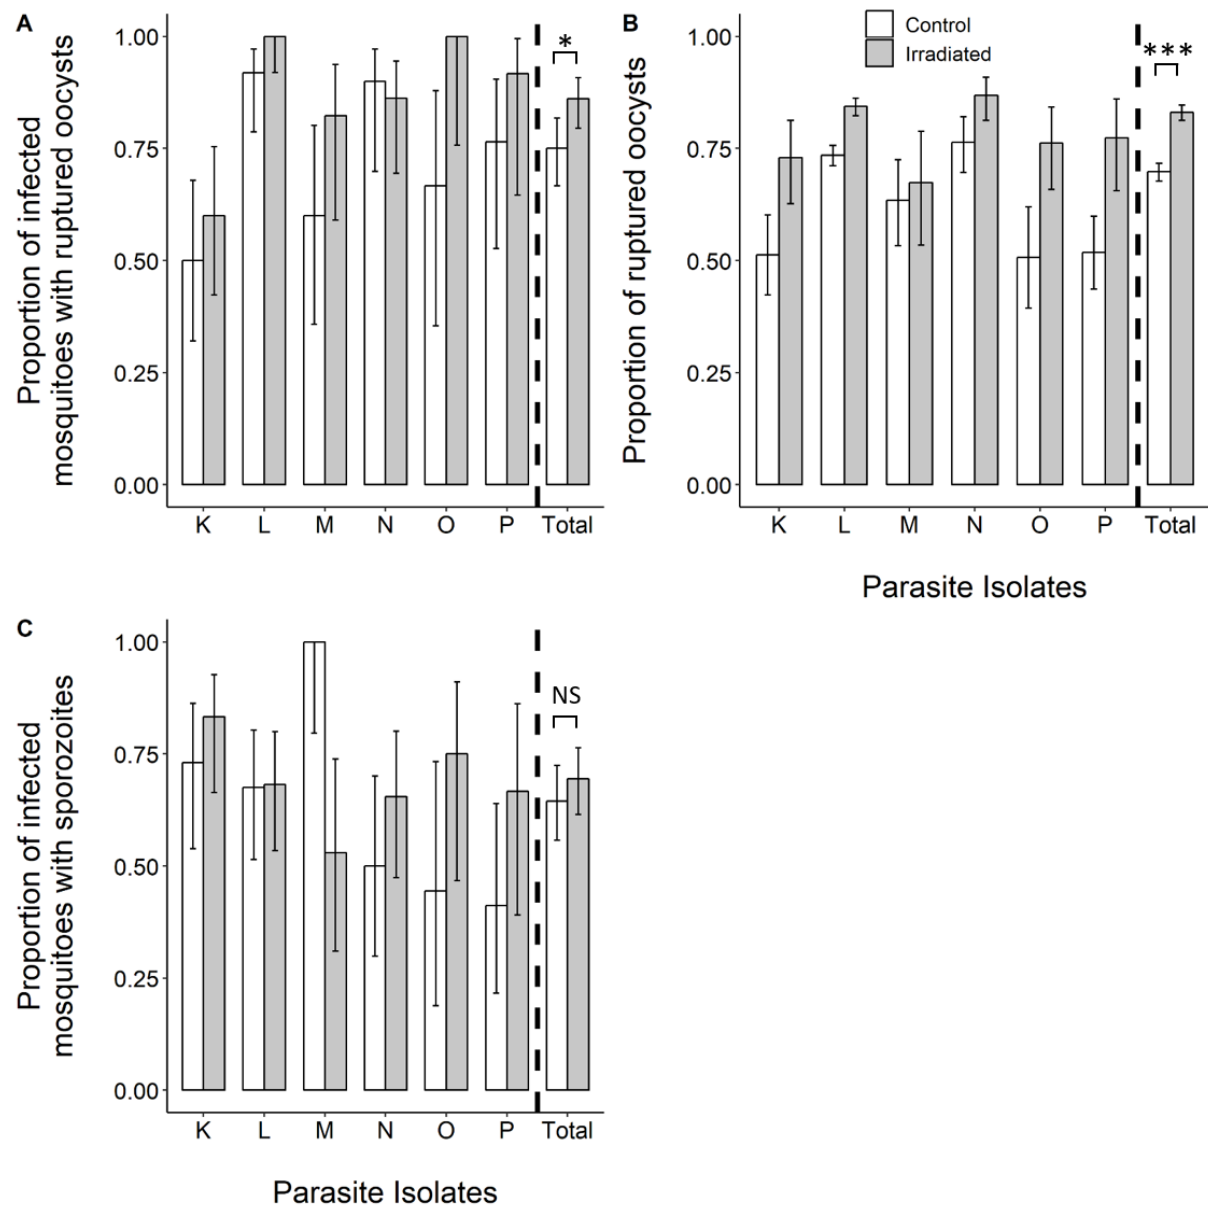 A
Proportion of infected
mosquitoes with ruptured oocysts
1.00
0.75
0.50
0.25
0.00
*
K L M N O P Total
B
Proportion of ruptured oocysts
1.00
0.75
0.50
0.25
0.00
Control
Irradiated
***
K L M N O P Total
Parasite Isolates
C
Proportion of infected
mosquitoes with sporozoites
1.00
0.75
0.50
0.25
0.00
NS
K L M N O P Total
Parasite Isolates